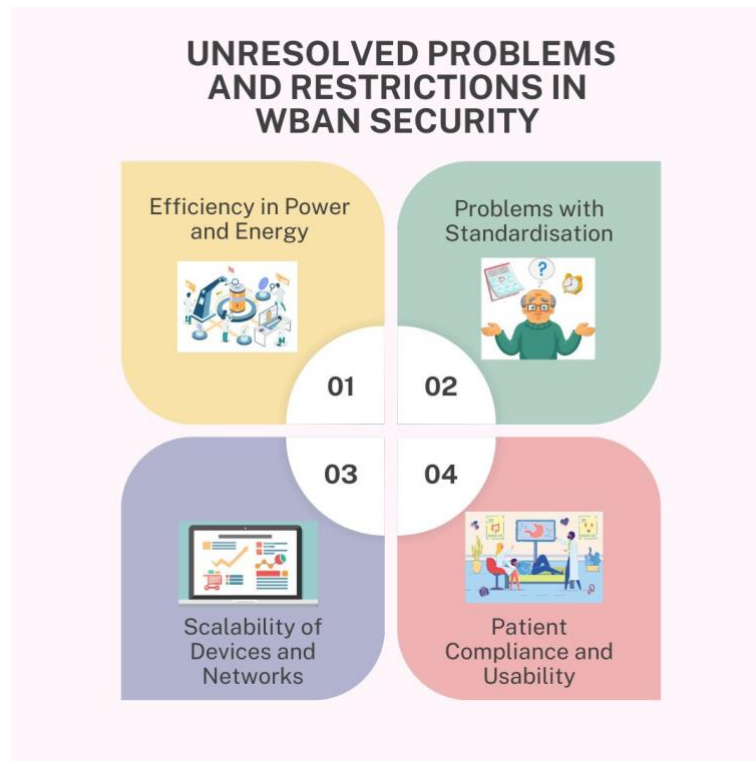 UNRESOLVED PROBLEMS
AND RESTRICTIONS IN
WBAN SECURITY
Efficiency in Power
and Energy
Problems with
Standardisation
?
01
02
03
04
Scalability of
Devices and
Networks
Patient
Compliance and
Usability